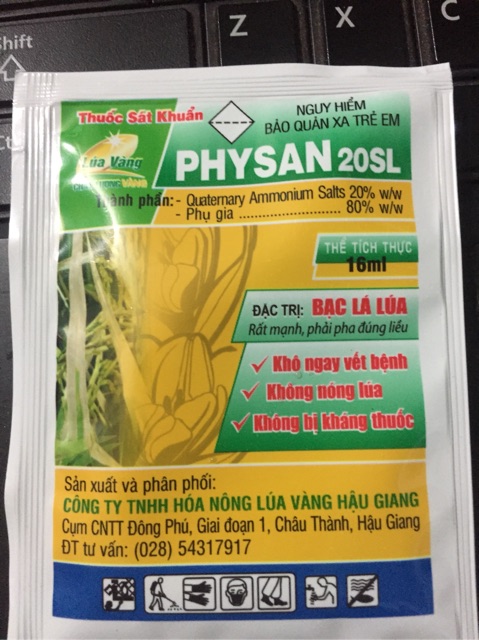 Shift
Z
X
C
Thuốc Sát Khuẩn
NGUY HIỂM
BẢO QUẢN XA TRẺ EM
Lúa Vàng
PHYSAN 20SL
Thành phần: - Quaternary Ammonium Salts 20% w/w
- Phụ gia ............................ 80% w/w
THỂ TÍCH THỰC
16ml
ĐẶC TRỊ: BẠC LÁ LÚA
Rất mạnh, phải pha đúng liều
✓ Khô ngay vết bệnh
✓ Không nóng lúa
✓ Không bị kháng thuốc
Sản xuất và phân phối:
CÔNG TY TNHH HÓA NÔNG LÚA VÀNG HẬU GIANG
Cụm CNTT Đông Phú, Giai đoạn 1, Châu Thành, Hậu Giang
ĐT tư vấn: (028) 54317917